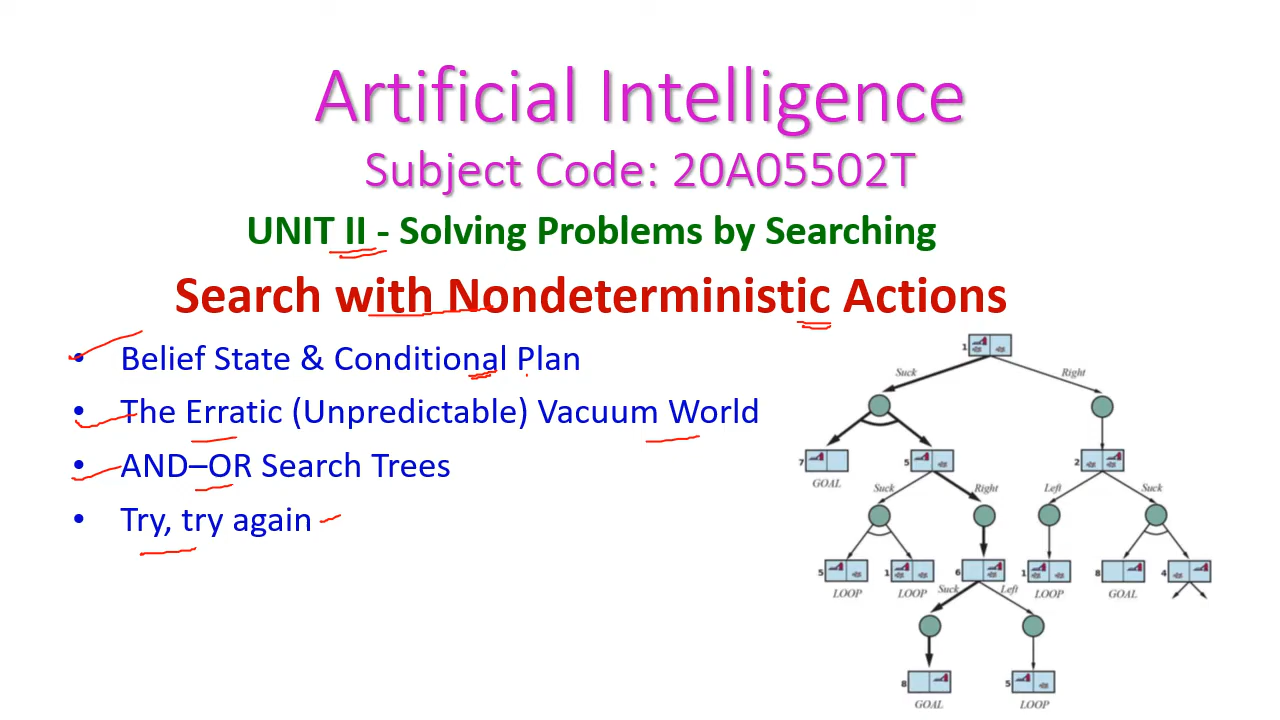 Artificial Intelligence
Subject Code: 20A05502T
UNIT II - Solving Problems by Searching
Search with Nondeterministic Actions
• Belief State & Conditional Plan
• The Erratic (Unpredictable) Vacuum World
• AND–OR Search Trees
• Try, try again
1
Suck Right
7 5 2
GOAL
Suck Right Left Suck
5 1 6 1 8 4
LOOP LOOP LOOP GOAL
Suck Left
8 5
GOAL LOOP